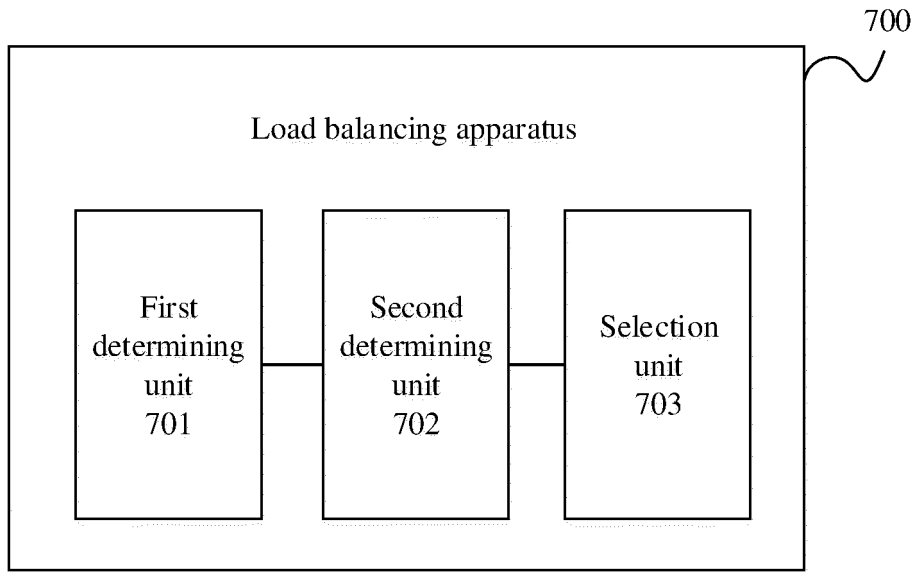 700
Load balancing apparatus
First
determining
unit
701
Second
determining
unit
702
Selection
unit
703